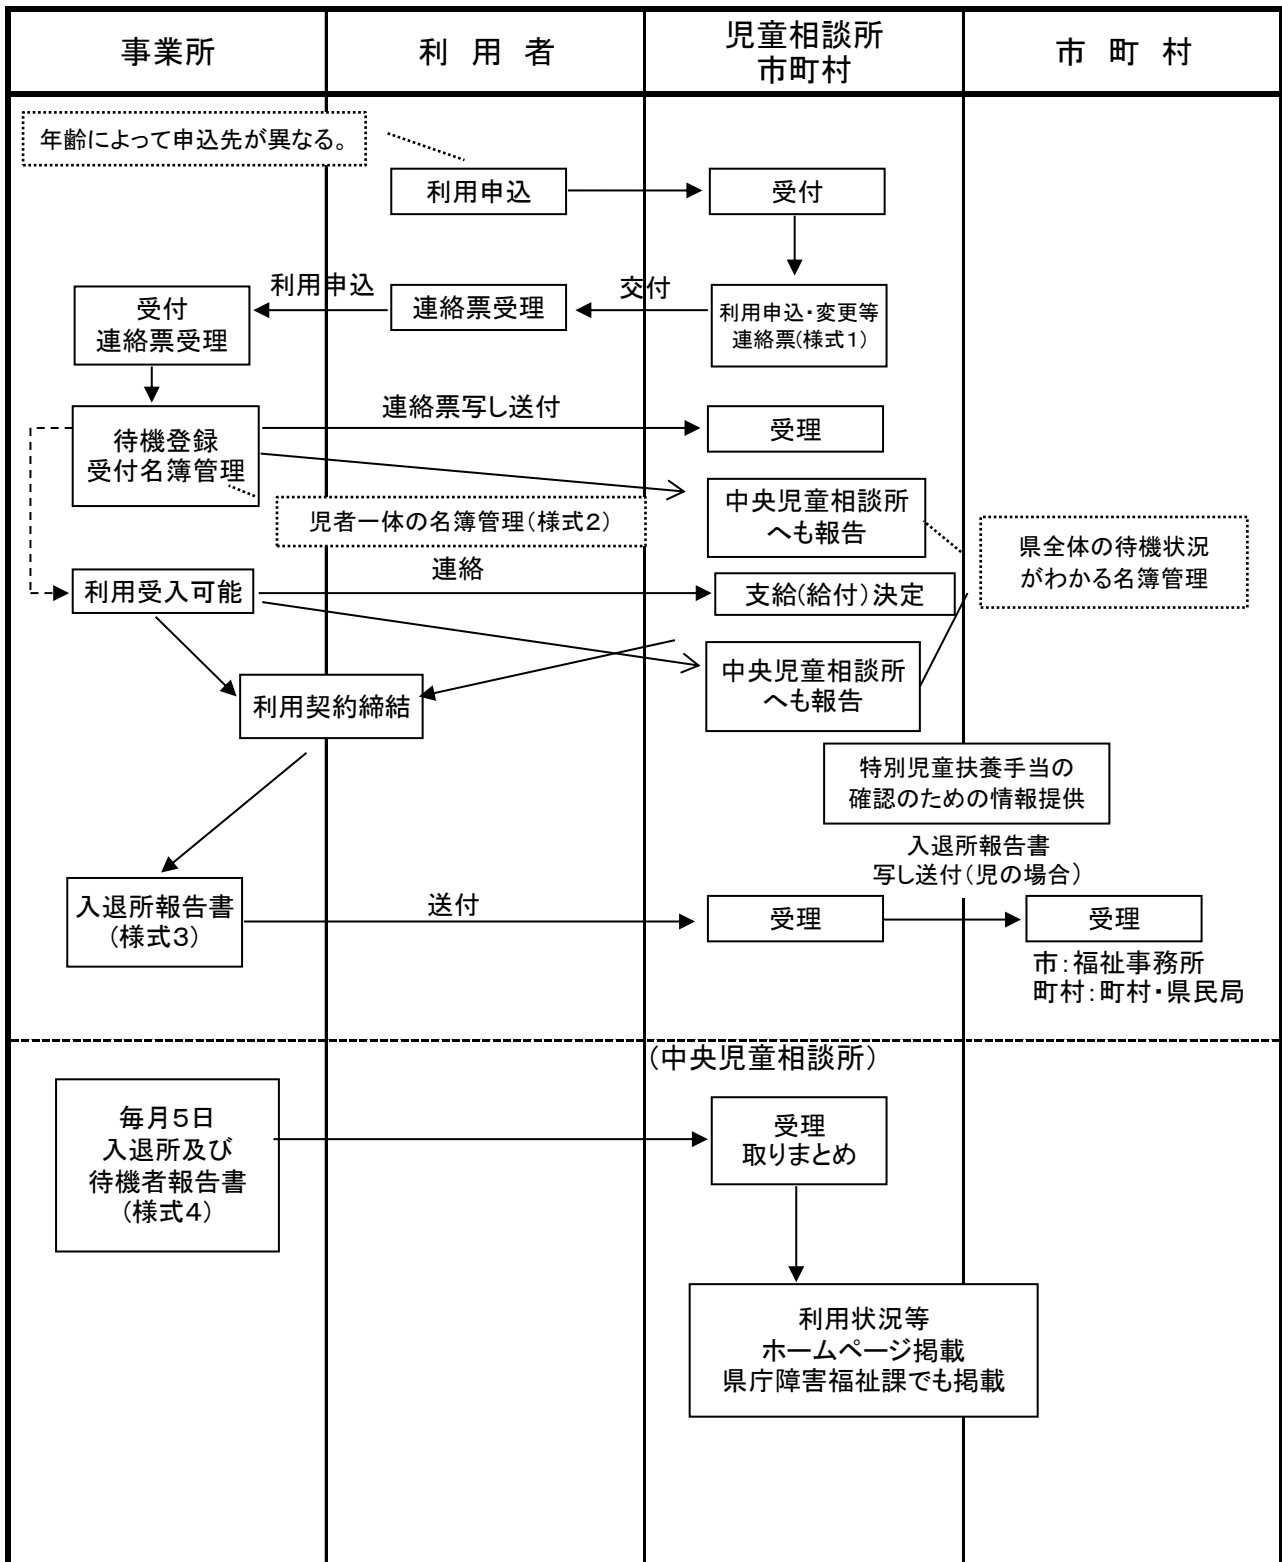 事業所
利 用 者
児童相談所
市町村
市 町 村
年齢によって申込先が異なる。
利用申込
受付
利用申込
交付
受付
連絡票受理
連絡票受理
利用申込・変更等
連絡票(様式1)
連絡票写し送付
待機登録
受付名簿管理
受理
児者一体の名簿管理(様式2)
中央児童相談所
へも報告
県全体の待機状況
がわかる名簿管理
連絡
利用受入可能
支給(給付)決定
中央児童相談所
へも報告
利用契約締結
特別児童扶養手当の
確認のための情報提供
入退所報告書
写し送付(児の場合)
入退所報告書
(様式3)
送付
受理
受理
市:福祉事務所
町村:町村・県民局
(中央児童相談所)
毎月5日
入退所及び
待機者報告書
(様式4)
受理
取りまとめ
利用状況等
ホームページ掲載
県庁障害福祉課でも掲載